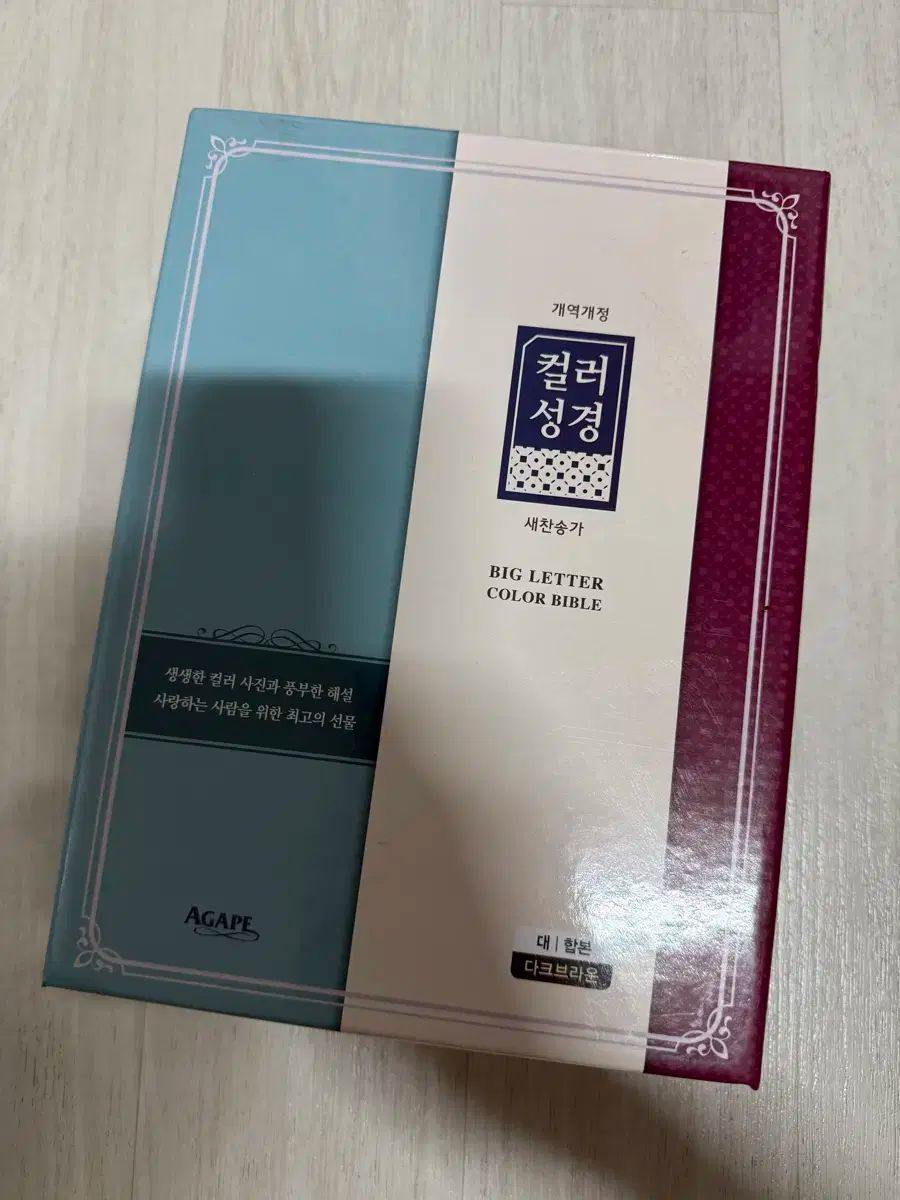 개역개정
컬러
성경
새찬송가
BIG LETTER
COLOR BIBLE
생생한 컬러 사진과 풍부한 해설
사랑하는 사람을 위한 최고의 선물
AGAPE
대 | 합본
다크브라운